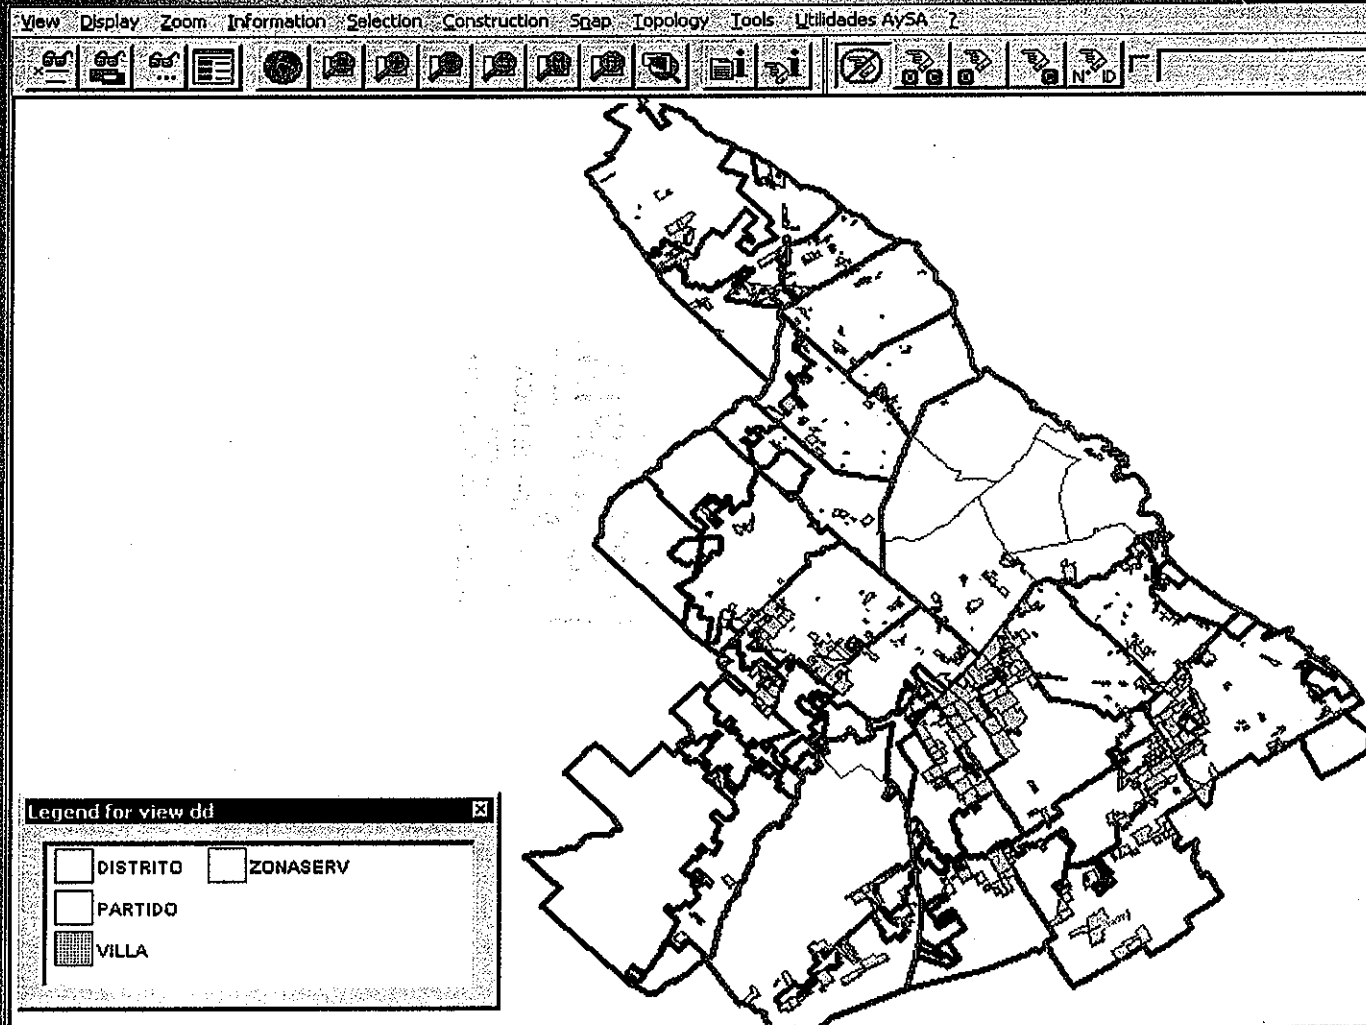 View Display Zoom Information Selection Construction Snap Topology Tools Utilidades AySA ?
N° ID
Legend for view dd
DISTRITO ZONASERV
PARTIDO
VILLA